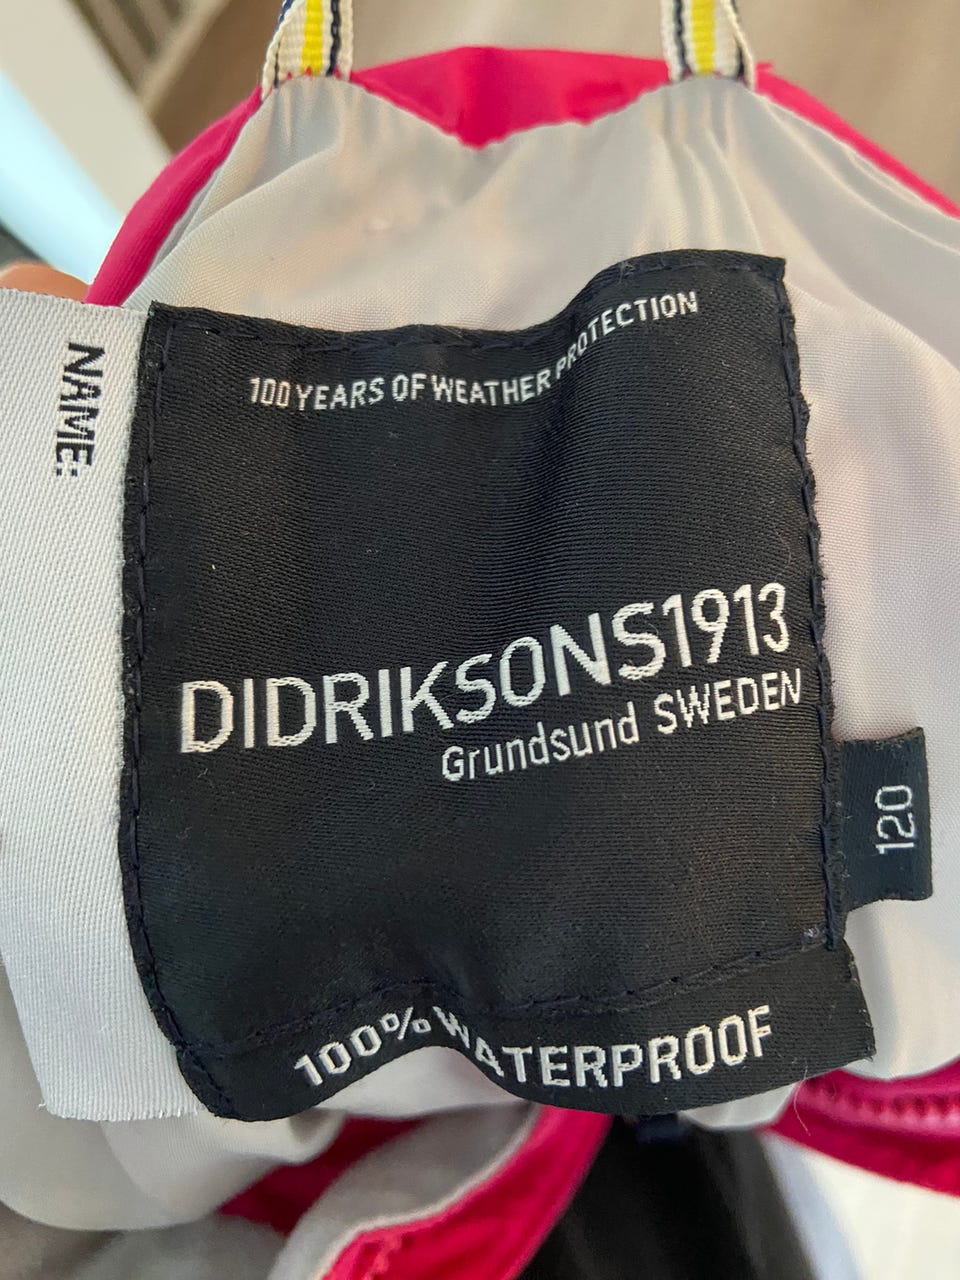 NAME:
100 YEARS OF WEATHER PROTECTION
DIDRIKSONS1913
Grundsund SWEDEN
120
100% WATERPROOF